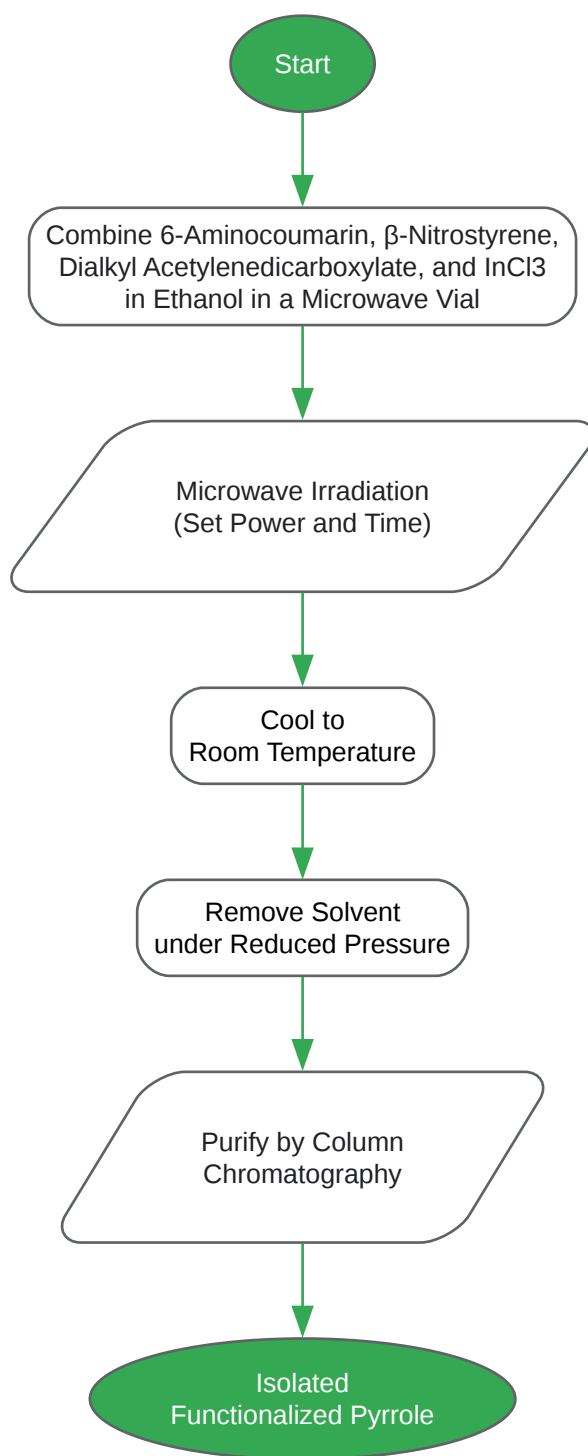 Start
Combine 6-Aminocoumarin, β-Nitrostyrene,
Dialkyl Acetylenedicarboxylate, and InCl3
in Ethanol in a Microwave Vial
Microwave Irradiation
(Set Power and Time)
Cool to
Room Temperature
Remove Solvent
under Reduced Pressure
Purify by Column
Chromatography
Isolated
Functionalized Pyrrole